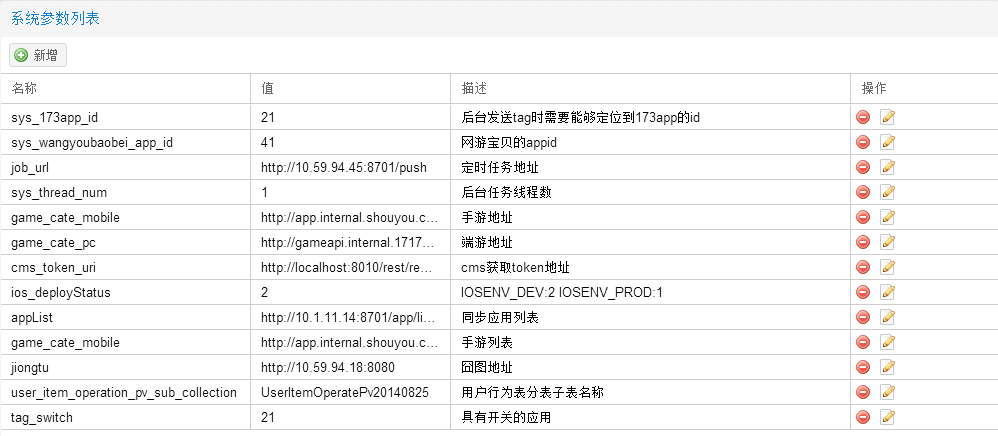 系统参数列表
新增
名称 值 描述 操作
sys_173app_id 21 后台发送tag时需要能够定位到173app的id
sys_wangyoubaobei_app_id 41 网游宝贝的appid
job_url http://10.59.94.45:8701/push 定时任务地址
sys_thread_num 1 后台任务线程数
game_cate_mobile http://app.internal.shouyou.c... 手游地址
game_cate_pc http://gameapi.internal.1717... 端游地址
cms_token_uri http://localhost:8010/rest/re... cms获取token地址
ios_deployStatus 2 IOSENV_DEV:2 IOSENV_PROD:1
appList http://10.1.11.14:8701/app/li... 同步应用列表
game_cate_mobile http://app.internal.shouyou.c... 手游列表
jiongtu http://10.59.94.18:8080 囧图地址
user_item_operation_pv_sub_collection UserItemOperatePv20140825 用户行为表分表子表名称
tag_switch 21 具有开关的应用